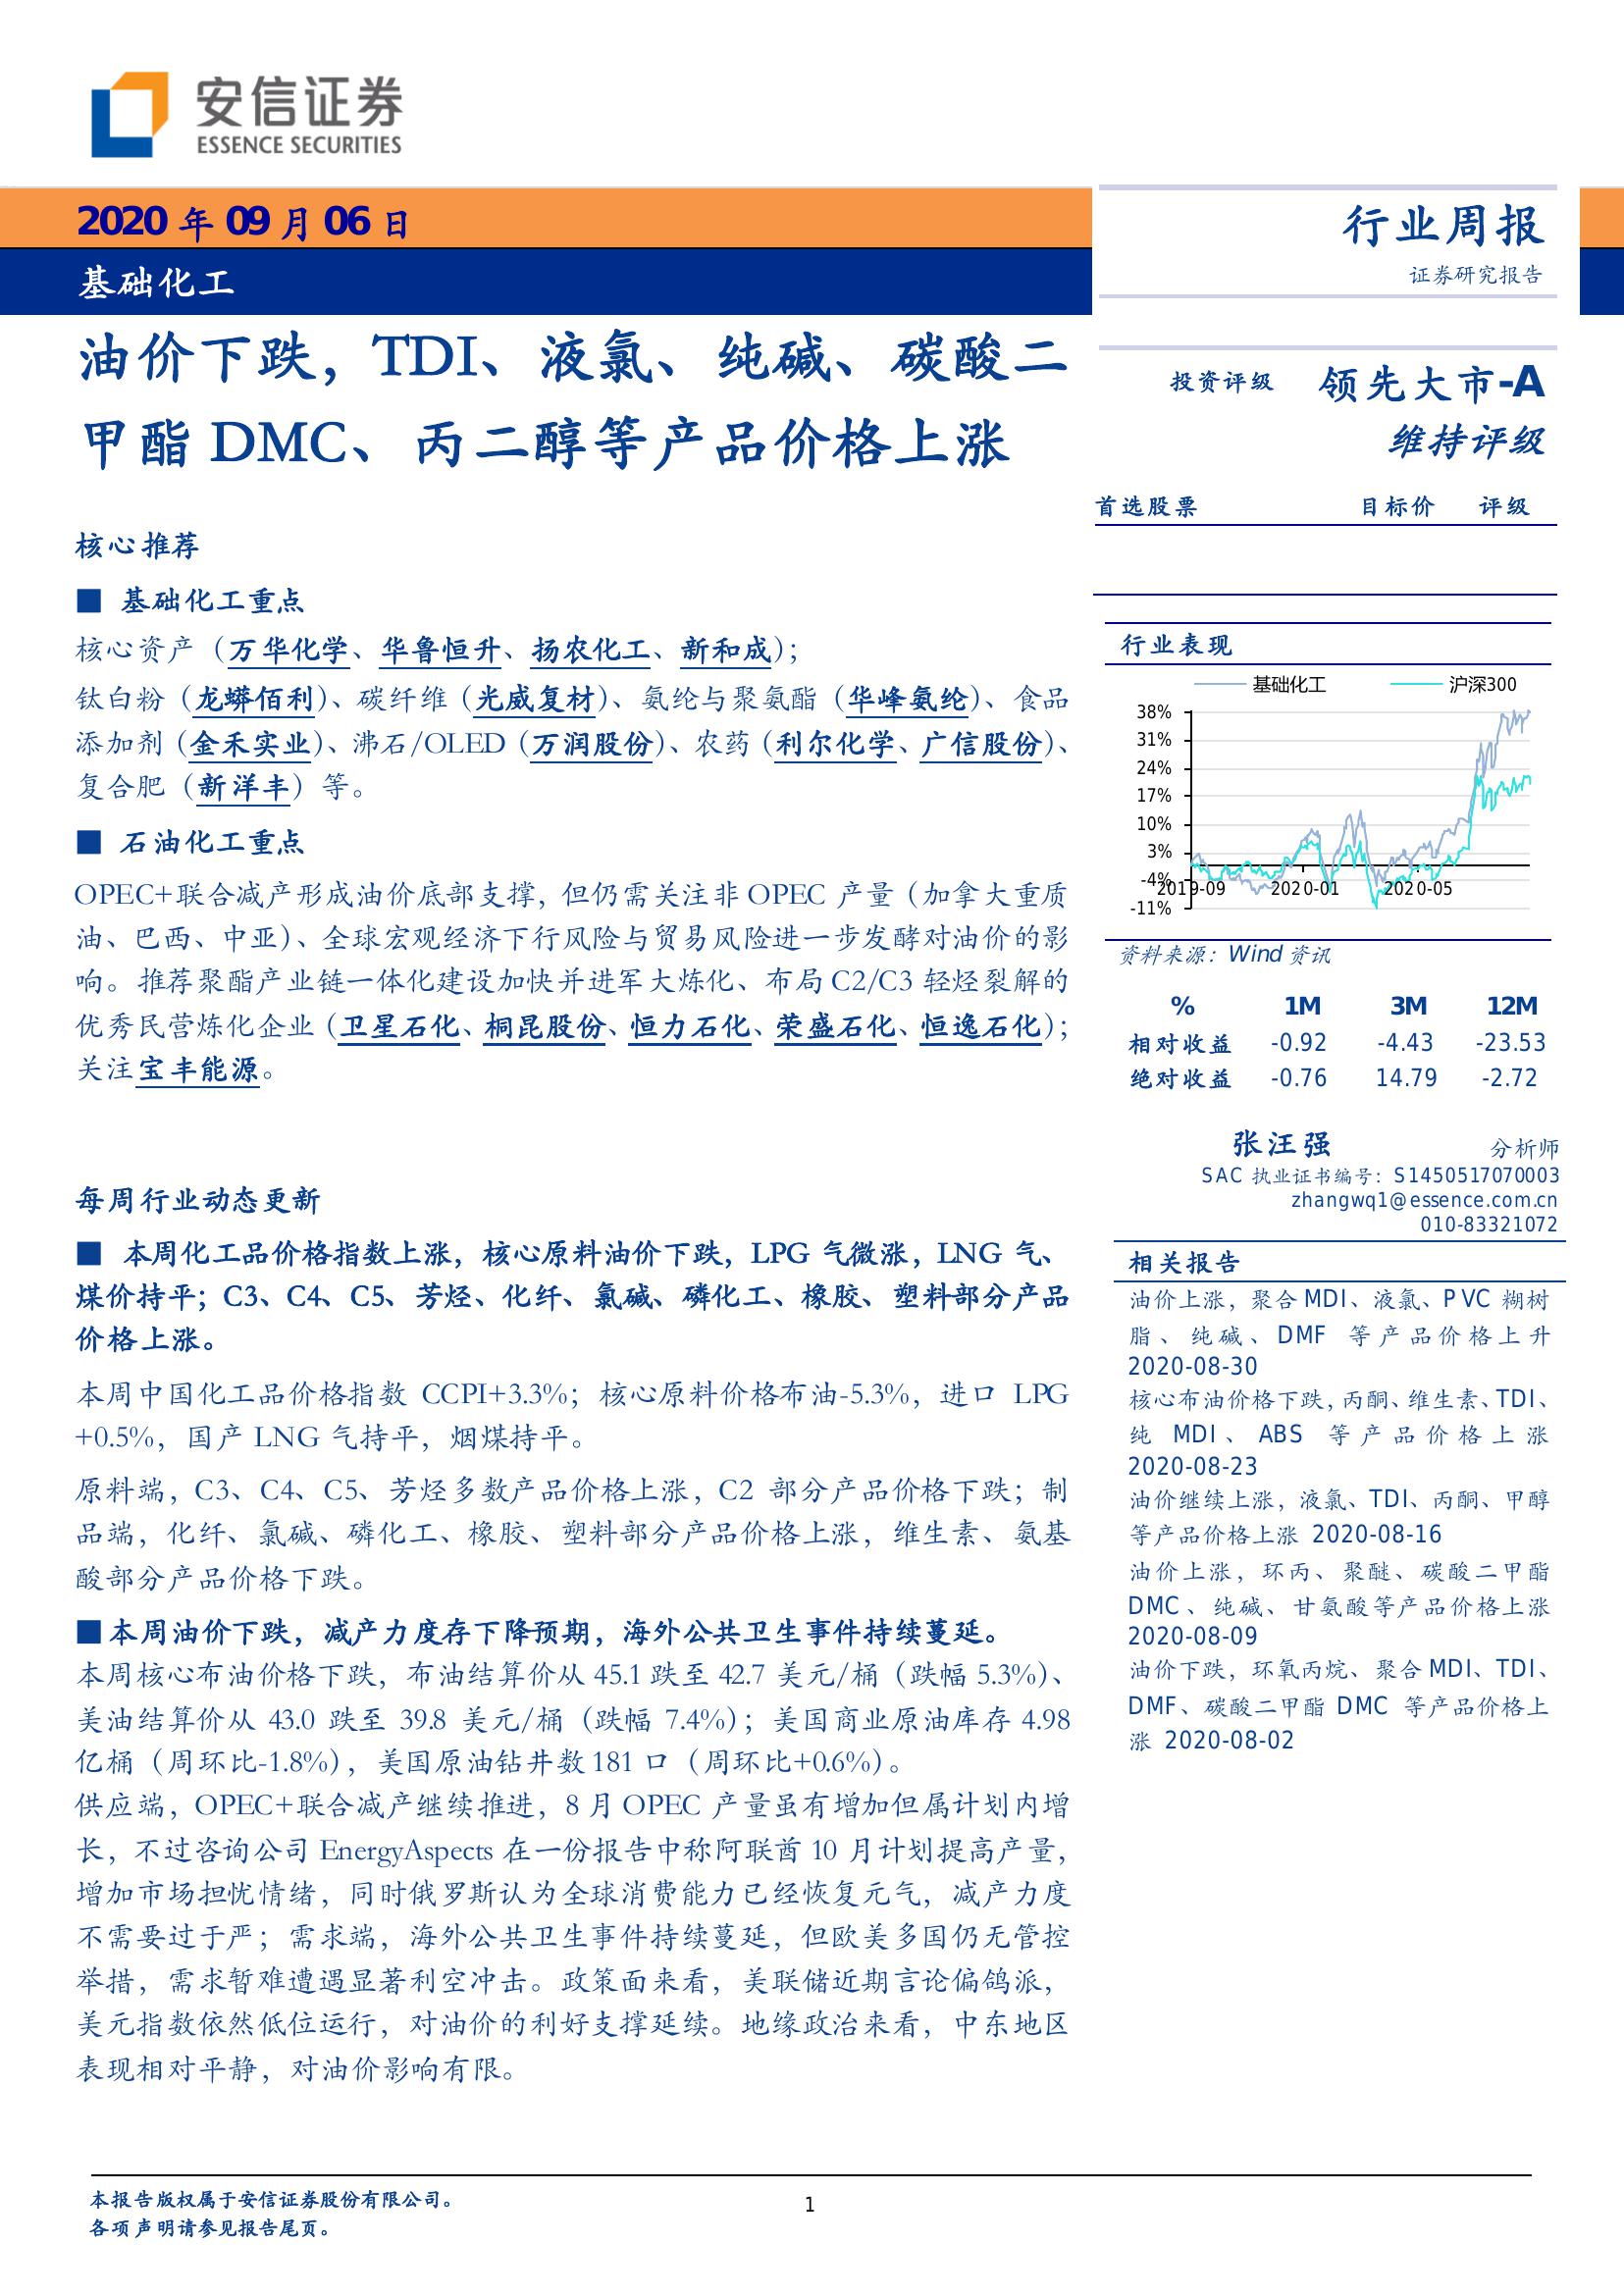 安信证券
ESSENCE SECURITIES
2020 年 09 月 06 日
基础化工
行业周报
证券研究报告
油价下跌，TDI、液氯、纯碱、碳酸二
甲酯 DMC、丙二醇等产品价格上涨
核心推荐
■ 基础化工重点
核心资产（万华化学、华鲁恒升、扬农化工、新和成）；
钛白粉（龙蟒佰利）、碳纤维（光威复材）、氨纶与聚氨酯（华峰氨纶）、食品
添加剂（金禾实业）、沸石/OLED（万润股份）、农药（利尔化学、广信股份）、
复合肥（新洋丰）等。
■ 石油化工重点
OPEC+联合减产形成油价底部支撑，但仍需关注非 OPEC 产量（加拿大重质
油、巴西、中亚）、全球宏观经济下行风险与贸易风险进一步发酵对油价的影
响。推荐聚酯产业链一体化建设加快并进军大炼化、布局 C2/C3 轻烃裂解的
优秀民营炼化企业（卫星石化、桐昆股份、恒力石化、荣盛石化、恒逸石化）；
关注宝丰能源。
每周行业动态更新
■ 本周化工品价格指数上涨，核心原料油价下跌，LPG 气微涨，LNG 气、
煤价持平；C3、C4、C5、芳烃、化纤、氯碱、磷化工、橡胶、塑料部分产品
价格上涨。
本周中国化工品价格指数 CCPI+3.3%；核心原料价格布油-5.3%，进口 LPG
+0.5%，国产 LNG 气持平，烟煤持平。
原料端，C3、C4、C5、芳烃多数产品价格上涨，C2 部分产品价格下跌；制
品端，化纤、氯碱、磷化工、橡胶、塑料部分产品价格上涨，维生素、氨基
酸部分产品价格下跌。
■ 本周油价下跌，减产力度存下降预期，海外公共卫生事件持续蔓延。
本周核心布油价格下跌，布油结算价从 45.1 跌至 42.7 美元/桶（跌幅 5.3%）、
美油结算价从 43.0 跌至 39.8 美元/桶（跌幅 7.4%）；美国商业原油库存 4.98
亿桶（周环比-1.8%），美国原油钻井数 181 口（周环比+0.6%）。
供应端，OPEC+联合减产继续推进，8 月 OPEC 产量虽有增加但属计划内增
长，不过咨询公司 EnergyAspects 在一份报告中称阿联酋 10 月计划提高产量，
增加市场担忧情绪，同时俄罗斯认为全球消费能力已经恢复元气，减产力度
不需要过于严；需求端，海外公共卫生事件持续蔓延，但欧美多国仍无管控
举措，需求暂难遭遇显著利空冲击。政策面来看，美联储近期言论偏鸽派，
美元指数依然低位运行，对油价的利好支撑延续。地缘政治来看，中东地区
表现相对平静，对油价影响有限。
投资评级 领先大市-A
维持评级
首选股票 目标价 评级
行业表现
基础化工 沪深300
38%
31%
24%
17%
10%
3%
-4%
-11%
2019-09 2020-01 2020-05
资料来源：Wind 资讯
% 1M 3M 12M
相对收益 -0.92 -4.43 -23.53
绝对收益 -0.76 14.79 -2.72
张汪强 分析师
SAC 执业证书编号：S1450517070003
zhangwq1@essence.com.cn
010-83321072
相关报告
油价上涨，聚合 MDI、液氯、PVC 糊树
脂、纯碱、DMF 等产品价格上升
2020-08-30
核心布油价格下跌，丙酮、维生素、TDI、
纯 MDI、ABS 等产品价格上涨
2020-08-23
油价继续上涨，液氯、TDI、丙酮、甲醇
等产品价格上涨 2020-08-16
油价上涨，环丙、聚醚、碳酸二甲酯
DMC、纯碱、甘氨酸等产品价格上涨
2020-08-09
油价下跌，环氧丙烷、聚合 MDI、TDI、
DMF、碳酸二甲酯 DMC 等产品价格上
涨 2020-08-02
本报告版权属于安信证券股份有限公司。
各项声明请参见报告尾页。
1